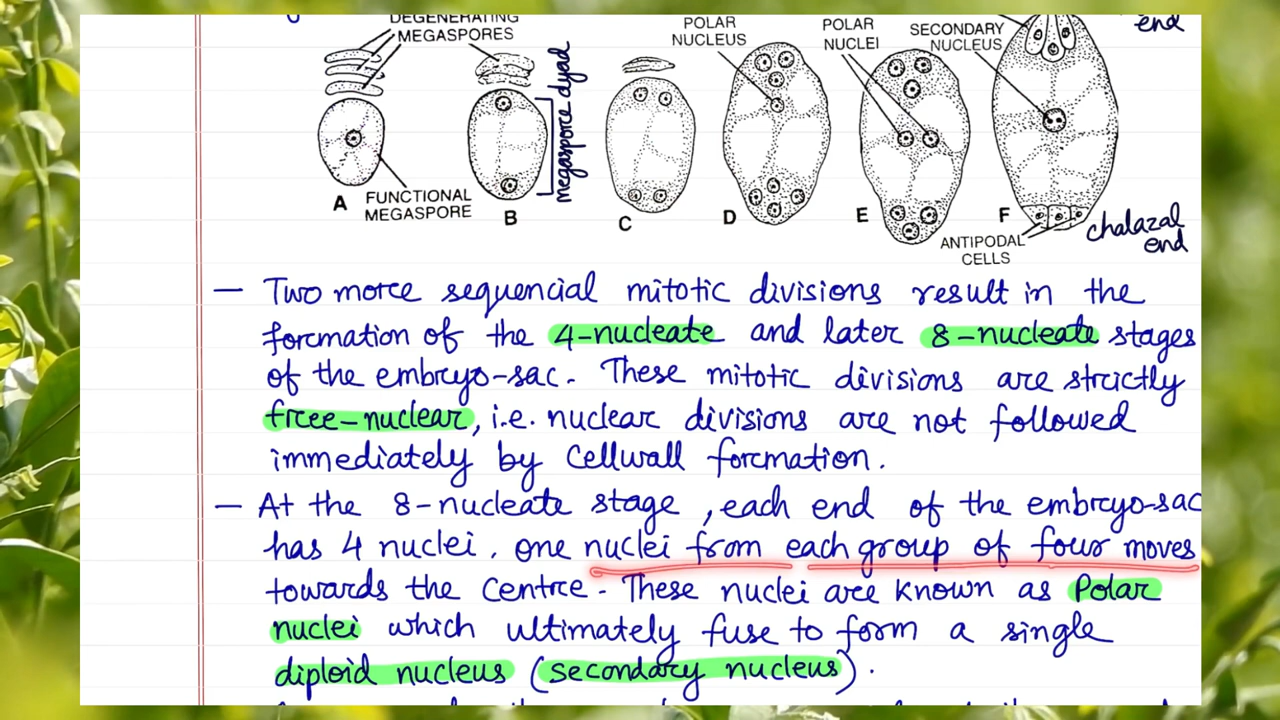 DEGENERATING
MEGASPORES
POLAR
NUCLEUS
POLAR
NUCLEI
SECONDARY
NUCLEUS
end
megaspore dyad
FUNCTIONAL
MEGASPORE
A
B
C
D
E
F
ANTIPODAL
CELLS
chalazal
end
– Two more sequencial mitotic divisions result in the
formation of the 4-nucleate and later 8-nucleate stages
of the embryo-sac. These mitotic divisions are strictly
free-nuclear, i.e. nuclear divisions are not followed
immediately by cellwall formation.
– At the 8-nucleate stage, each end of the embryo-sac
has 4 nuclei. one nuclei from each group of four moves
towards the centre. These nuclei are known as Polar
nuclei which ultimately fuse to form a single
diploid nucleus (secondary nucleus).